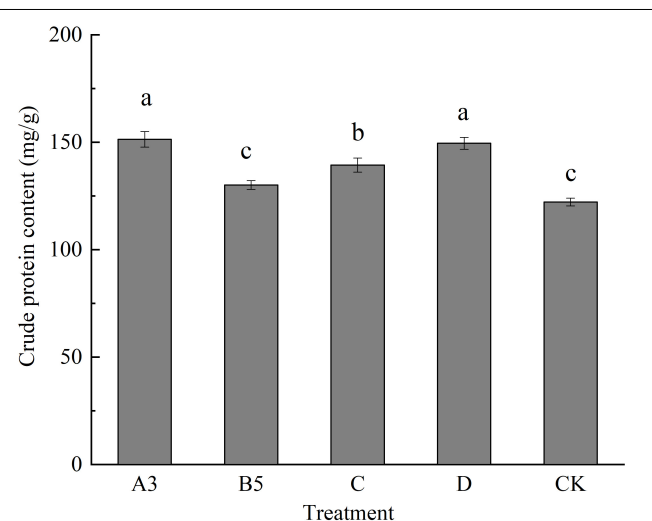 200
150
100
50
0
Crude protein content (mg/g)
a
c
b
a
c
A3 B5 C D CK
Treatment